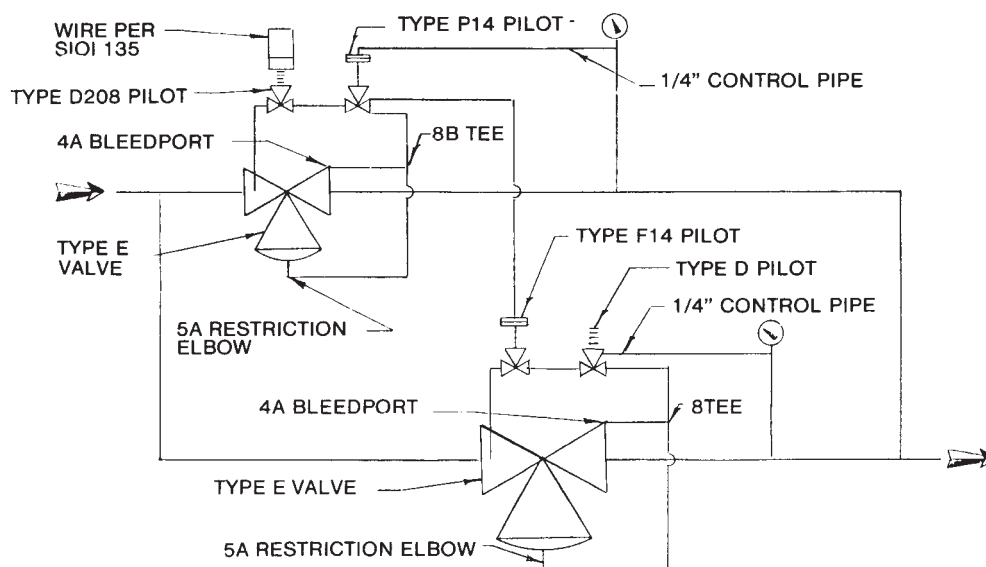 WIRE PER
SIOI 135
TYPE P14 PILOT -
1/4" CONTROL PIPE
TYPE D208 PILOT
8B TEE
4A BLEEDPORT
TYPE E
VALVE
TYPE F14 PILOT
TYPE D PILOT
1/4" CONTROL PIPE
5A RESTRICTION
ELBOW
4A BLEEDPORT
8TEE
TYPE E VALVE
5A RESTRICTION ELBOW